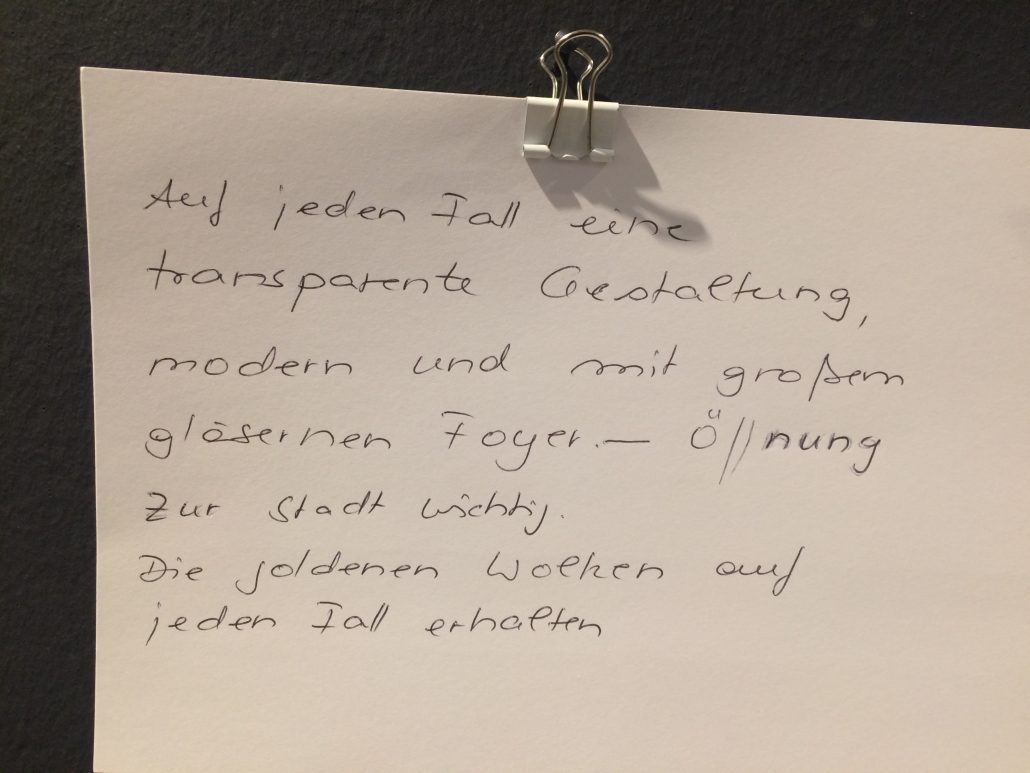 Auf jeden Fall eine
transparente Gestaltung,
modern und mit großem
gläsernen Foyer. — Öffnung
zur Stadt wichtig.
Die goldenen Wolken auf
jeden Fall erhalten